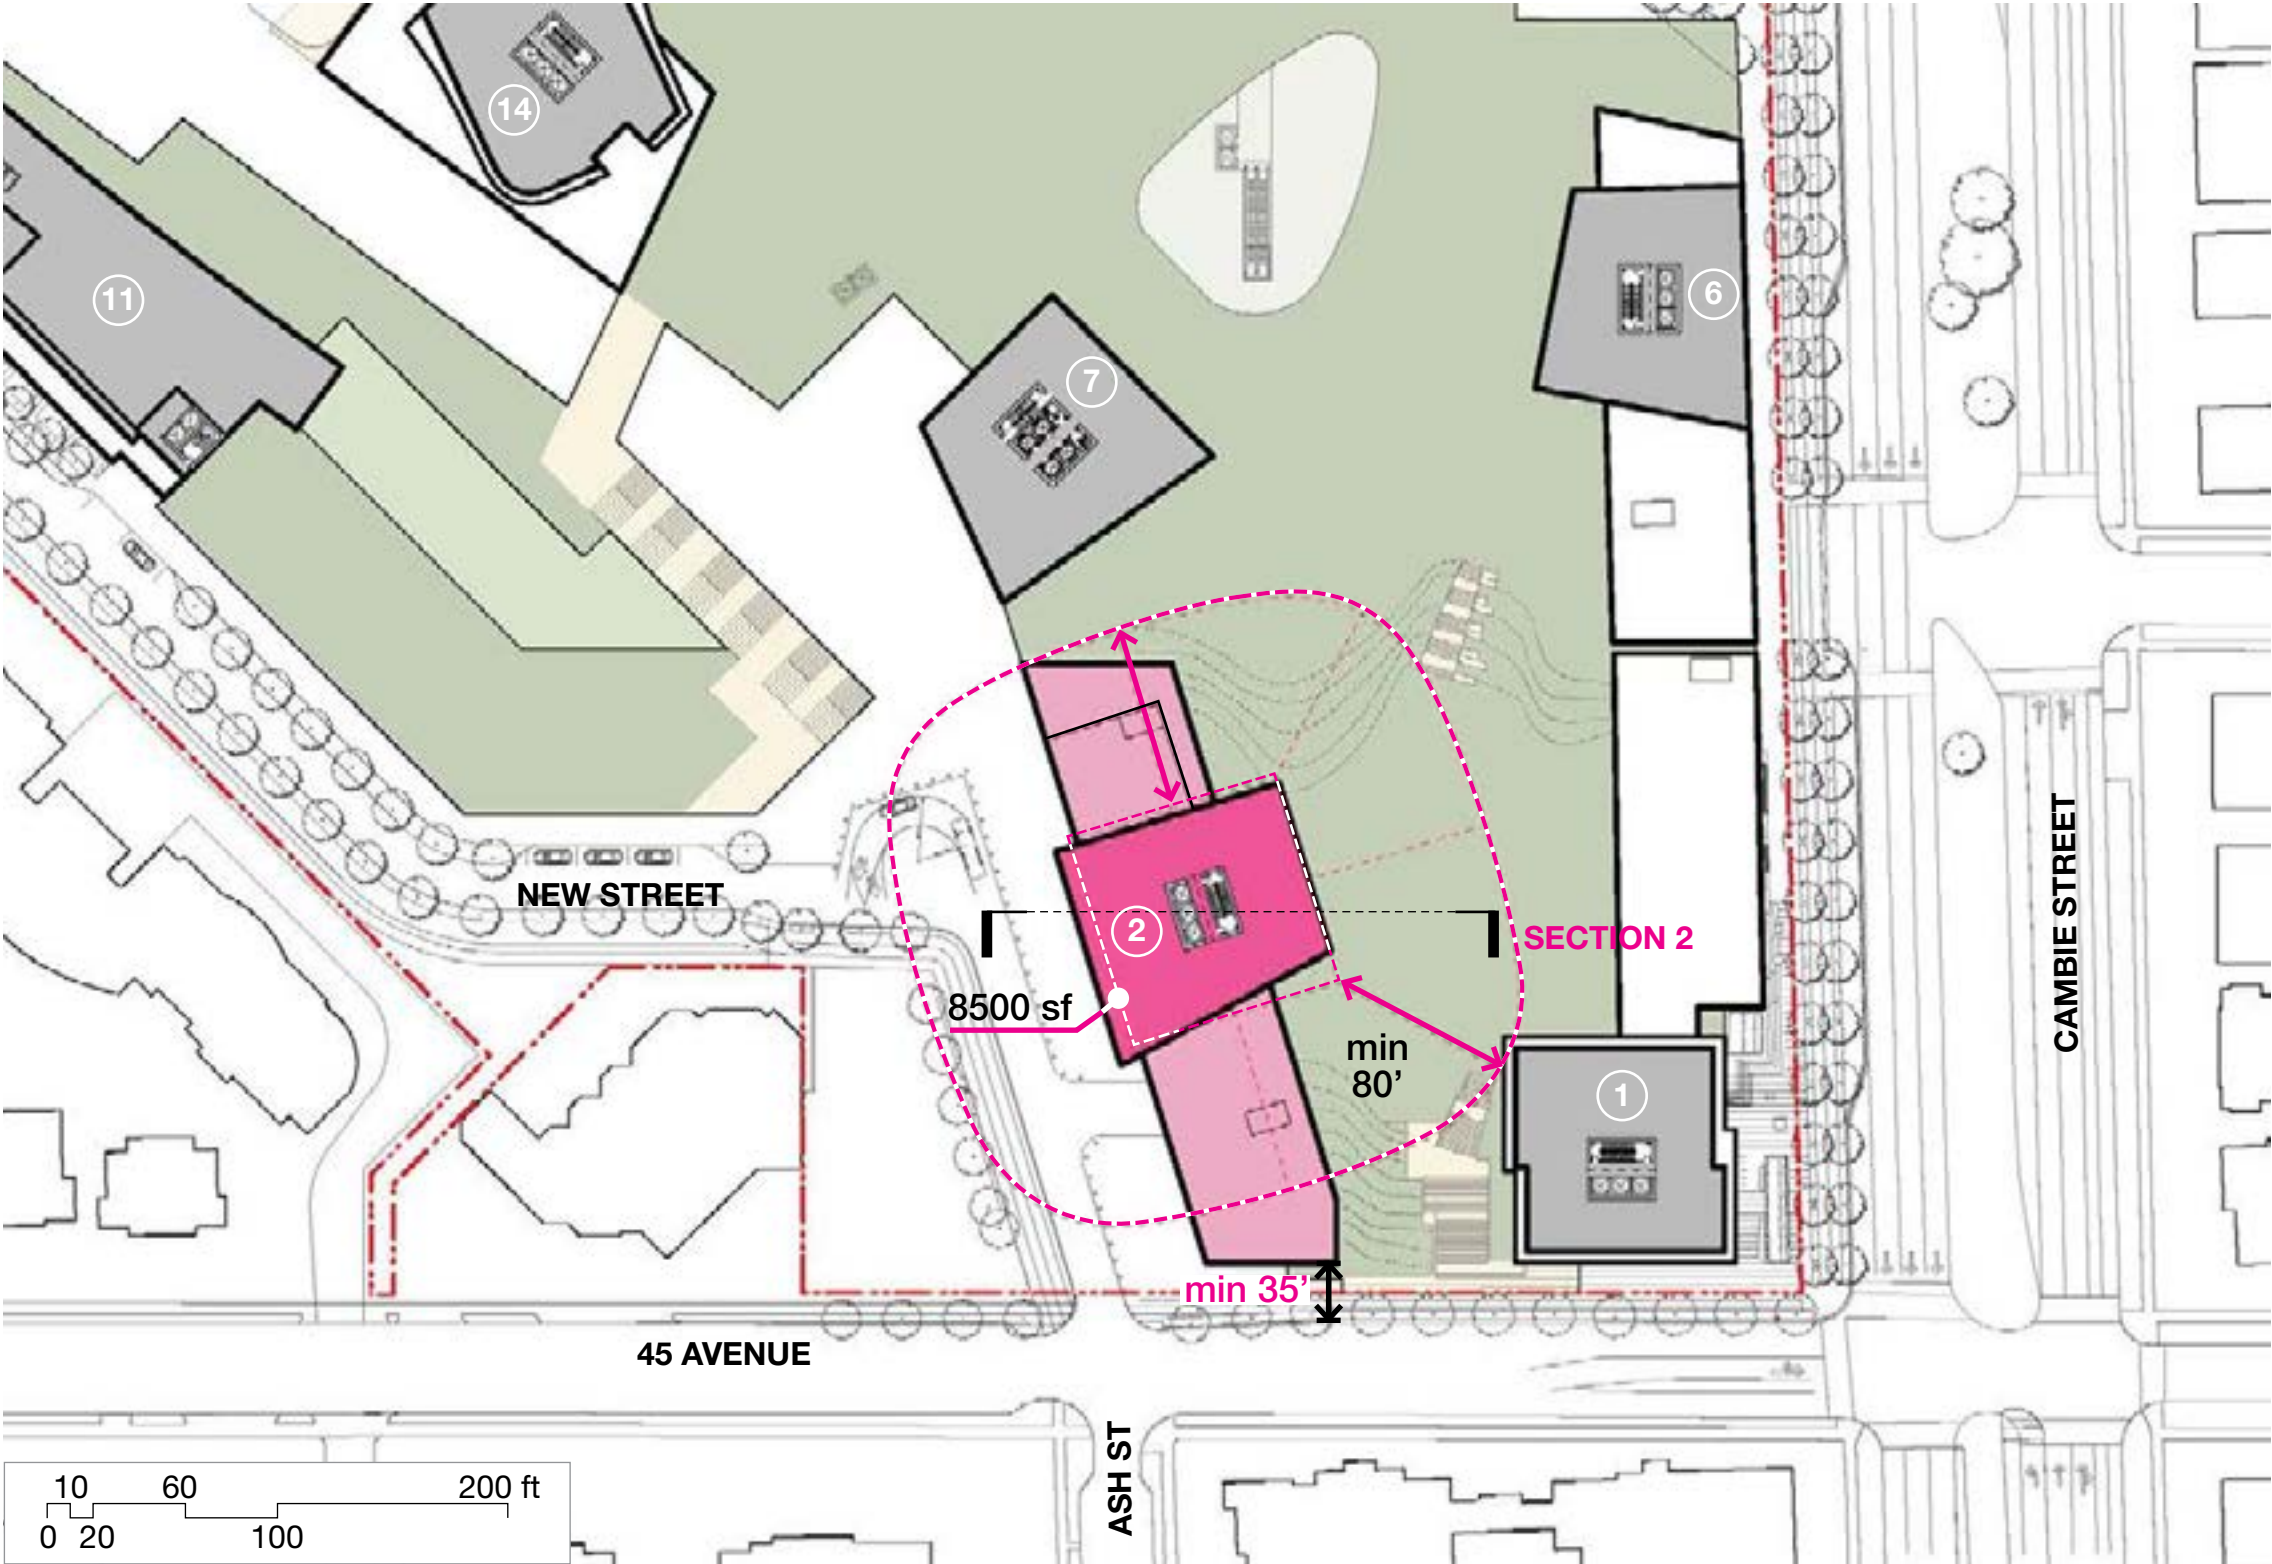 14
11
6
7
NEW STREET
2
SECTION 2
8500 sf
min
80’
1
CAMBIE STREET
min 35’
45 AVENUE
ASH ST
10 60 200 ft
0 20 100